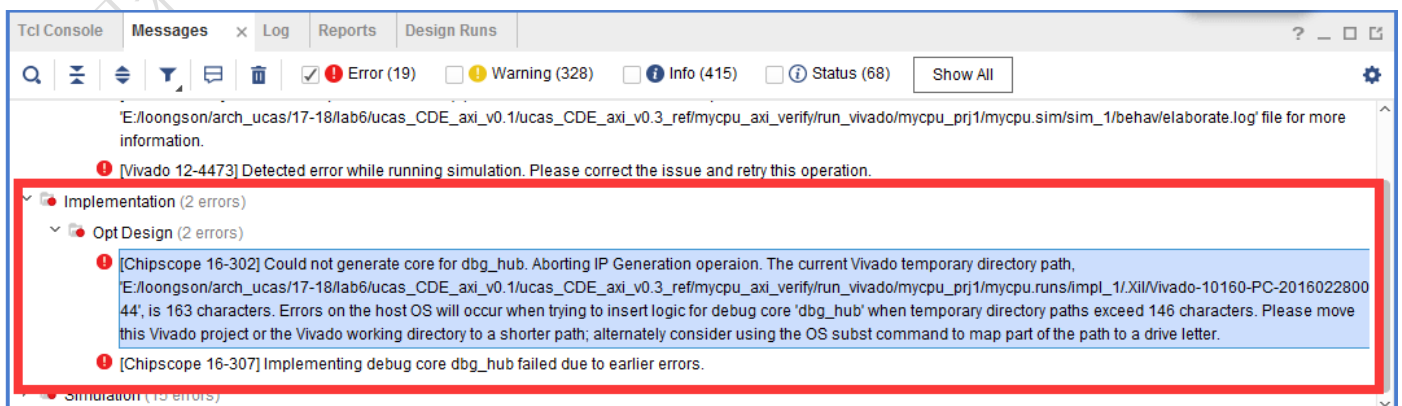 Tcl Console Messages × Log Reports Design Runs ? _
Error (19) Warning (328) Info (415) Status (68) Show All
'E:/loongson/arch_ucas/17-18/lab6/ucas_CDE_axi_v0.1/ucas_CDE_axi_v0.3_ref/mycpu_axi_verify/run_vivado/mycpu_prj1/mycpu.sim/sim_1/behav/elaborate.log' file for more
information.
[Vivado 12-4473] Detected error while running simulation. Please correct the issue and retry this operation.
Implementation (2 errors)
Opt Design (2 errors)
[Chipscope 16-302] Could not generate core for dbg_hub. Aborting IP Generation operaion. The current Vivado temporary directory path,
'E:/loongson/arch_ucas/17-18/lab6/ucas_CDE_axi_v0.1/ucas_CDE_axi_v0.3_ref/mycpu_axi_verify/run_vivado/mycpu_prj1/mycpu.runs/impl_1/.Xil/Vivado-10160-PC-2016022800
44', is 163 characters. Errors on the host OS will occur when trying to insert logic for debug core 'dbg_hub' when temporary directory paths exceed 146 characters. Please move
this Vivado project or the Vivado working directory to a shorter path; alternately consider using the OS subst command to map part of the path to a drive letter.
[Chipscope 16-307] Implementing debug core dbg_hub failed due to earlier errors.
Simulation (15 errors)